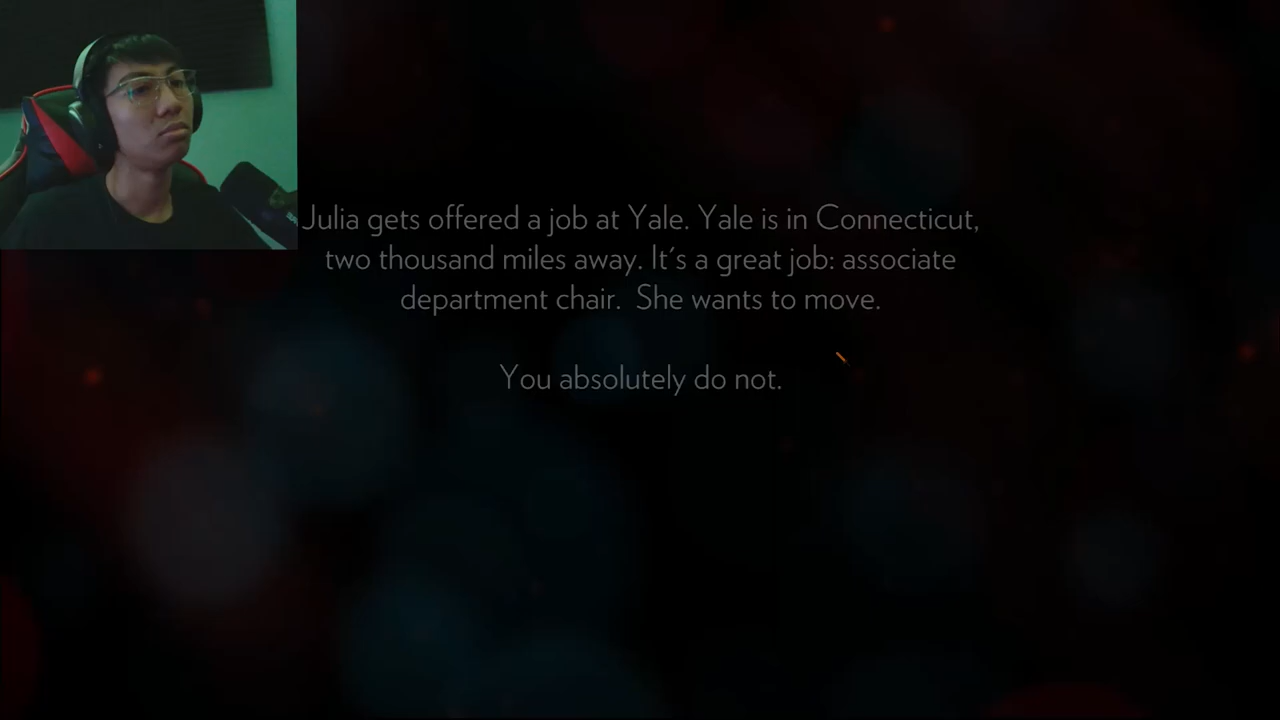 Julia gets offered a job at Yale. Yale is in Connecticut,
two thousand miles away. It's a great job: associate
department chair.  She wants to move.
You absolutely do not.